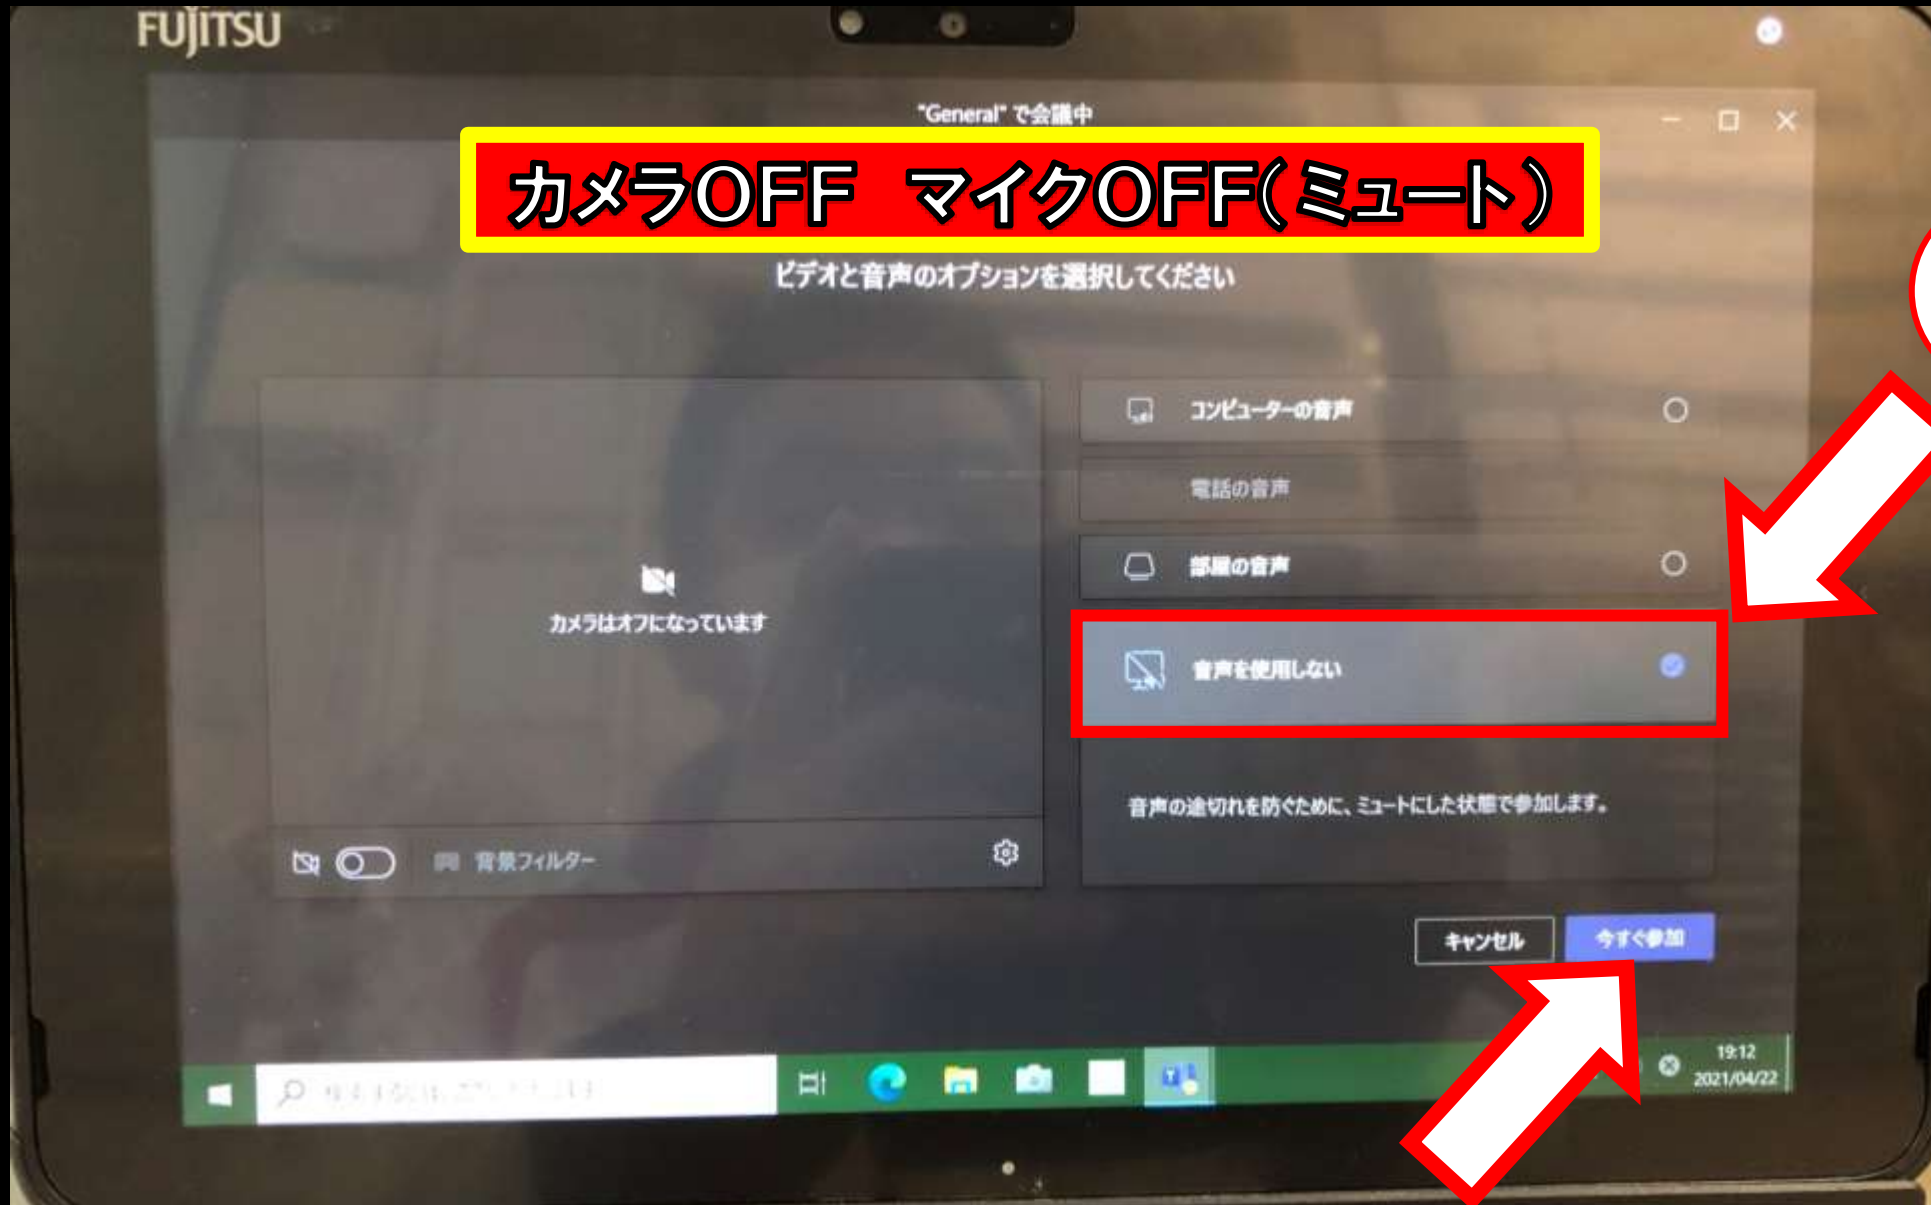 FUJITSU
"General" で会議中
カメラOFF　マイクOFF(ミュート)
ビデオと音声のオプションを選択してください
コンピューターの音声
電話の音声
部屋の音声
カメラはオフになっています
音声を使用しない
音声の途切れを防ぐために、ミュートにした状態で参加します。
背景フィルター
キャンセル
今すぐ参加
19:12
2021/04/22